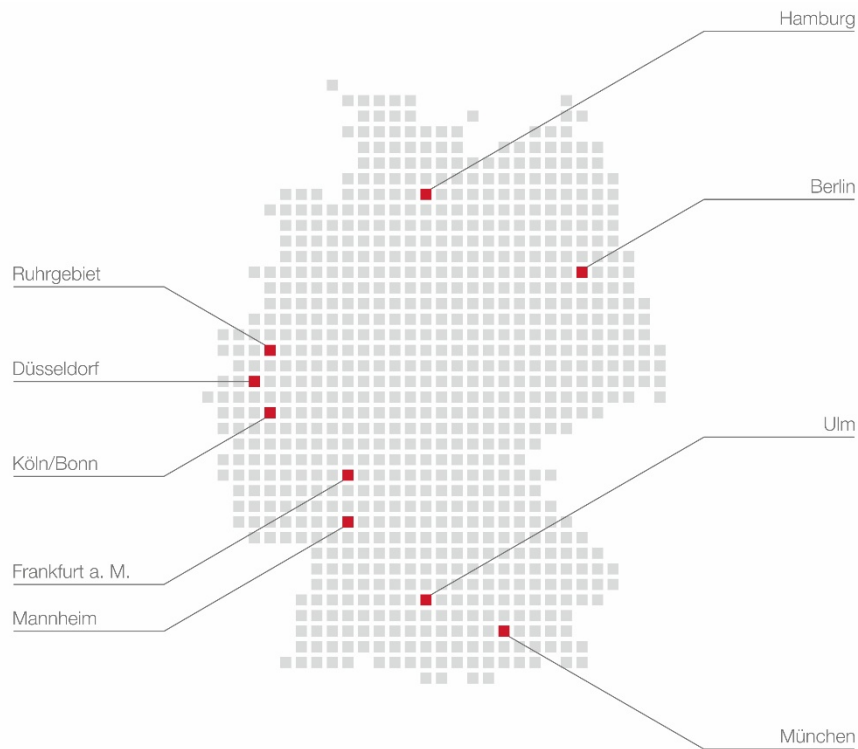 Hamburg
Berlin
Ruhrgebiet
Düsseldorf
Ulm
Köln/Bonn
Frankfurt a. M.
Mannheim
München